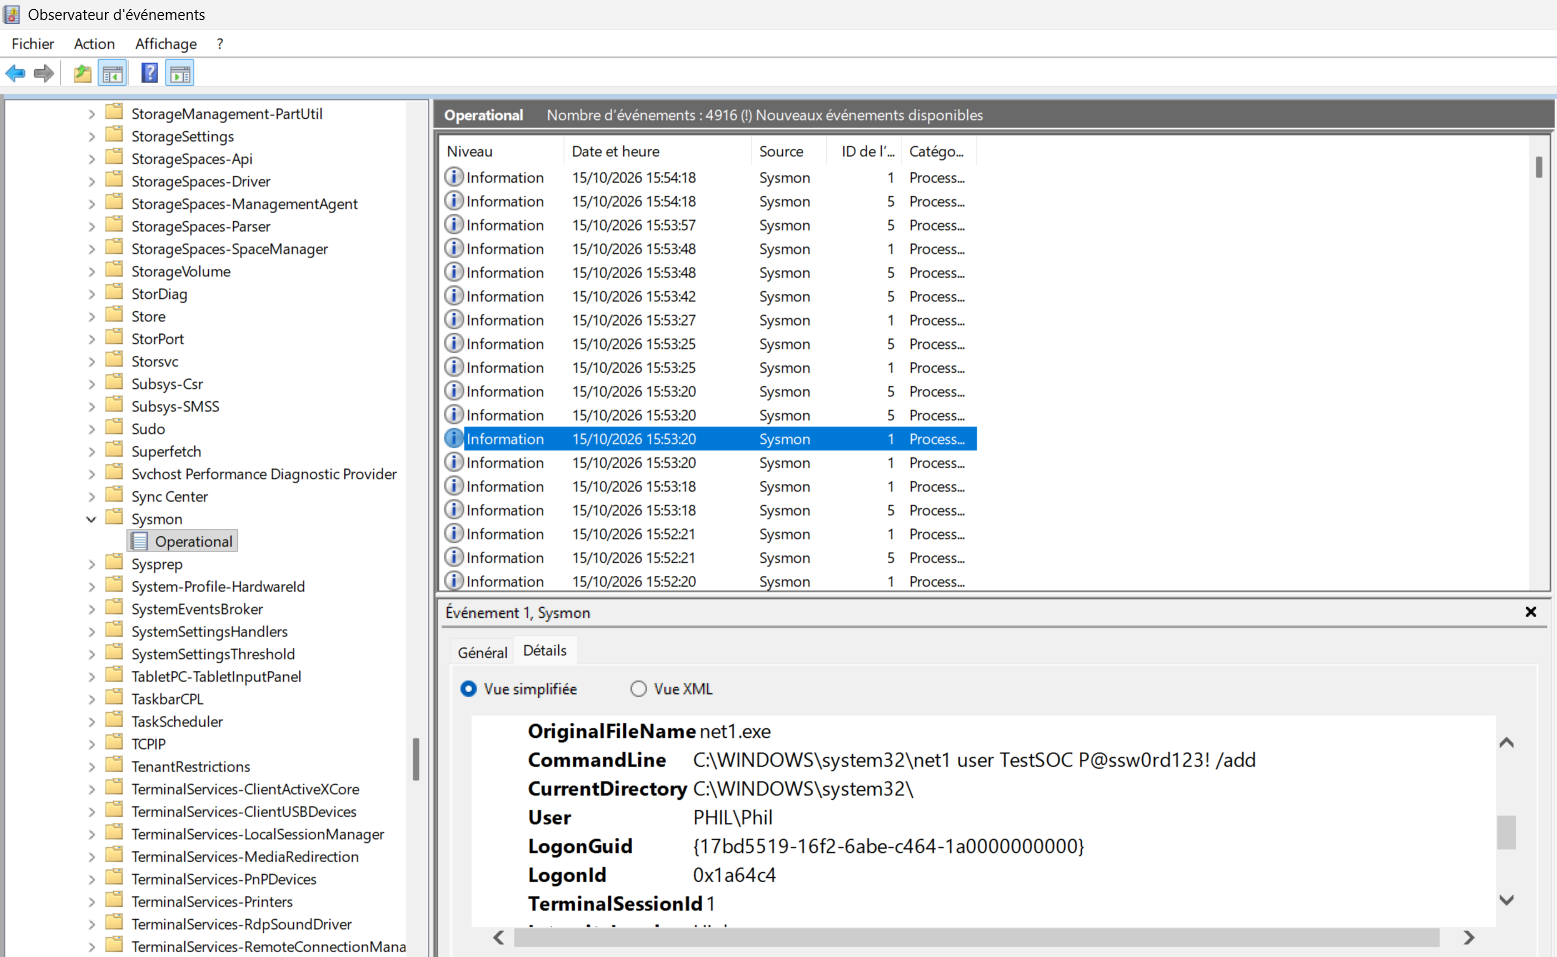 Observateur d'événements
Fichier Action Affichage ?
StorageManagement-PartUtil
StorageSettings
StorageSpaces-Api
StorageSpaces-Driver
StorageSpaces-ManagementAgent
StorageSpaces-Parser
StorageSpaces-SpaceManager
StorageVolume
StorDiag
Store
StorPort
Storsvc
Subsys-Csr
Subsys-SMSS
Sudo
Superfetch
Svchost Performance Diagnostic Provider
Sync Center
Sysmon
Operational
Sysprep
System-Profile-HardwareId
SystemEventsBroker
SystemSettingsHandlers
SystemSettingsThreshold
TabletPC-TabletInputPanel
TaskbarCPL
TaskScheduler
TCPIP
TenantRestrictions
TerminalServices-ClientActiveXCore
TerminalServices-ClientUSBDevices
TerminalServices-LocalSessionManager
TerminalServices-MediaRedirection
TerminalServices-PnPDevices
TerminalServices-Printers
TerminalServices-RdpSoundDriver
TerminalServices-RemoteConnectionMana
Operational Nombre d'événements : 4916 (!) Nouveaux événements disponibles
Niveau Date et heure Source ID de l'... Catégo...
Information 15/10/2026 15:54:18 Sysmon 1 Process...
Information 15/10/2026 15:54:18 Sysmon 5 Process...
Information 15/10/2026 15:53:57 Sysmon 5 Process...
Information 15/10/2026 15:53:48 Sysmon 1 Process...
Information 15/10/2026 15:53:48 Sysmon 5 Process...
Information 15/10/2026 15:53:42 Sysmon 5 Process...
Information 15/10/2026 15:53:27 Sysmon 1 Process...
Information 15/10/2026 15:53:25 Sysmon 5 Process...
Information 15/10/2026 15:53:25 Sysmon 1 Process...
Information 15/10/2026 15:53:20 Sysmon 5 Process...
Information 15/10/2026 15:53:20 Sysmon 5 Process...
Information 15/10/2026 15:53:20 Sysmon 1 Process...
Information 15/10/2026 15:53:20 Sysmon 1 Process...
Information 15/10/2026 15:53:18 Sysmon 1 Process...
Information 15/10/2026 15:53:18 Sysmon 5 Process...
Information 15/10/2026 15:52:21 Sysmon 1 Process...
Information 15/10/2026 15:52:21 Sysmon 5 Process...
Information 15/10/2026 15:52:20 Sysmon 1 Process...
Événement 1, Sysmon
Général Détails
Vue simplifiée Vue XML
OriginalFileName net1.exe
CommandLine C:\WINDOWS\system32\net1 user TestSOC P@ssw0rd123! /add
CurrentDirectory C:\WINDOWS\system32\
User PHIL\Phil
LogonGuid {17bd5519-16f2-6abe-c464-1a0000000000}
LogonId 0x1a64c4
TerminalSessionId 1